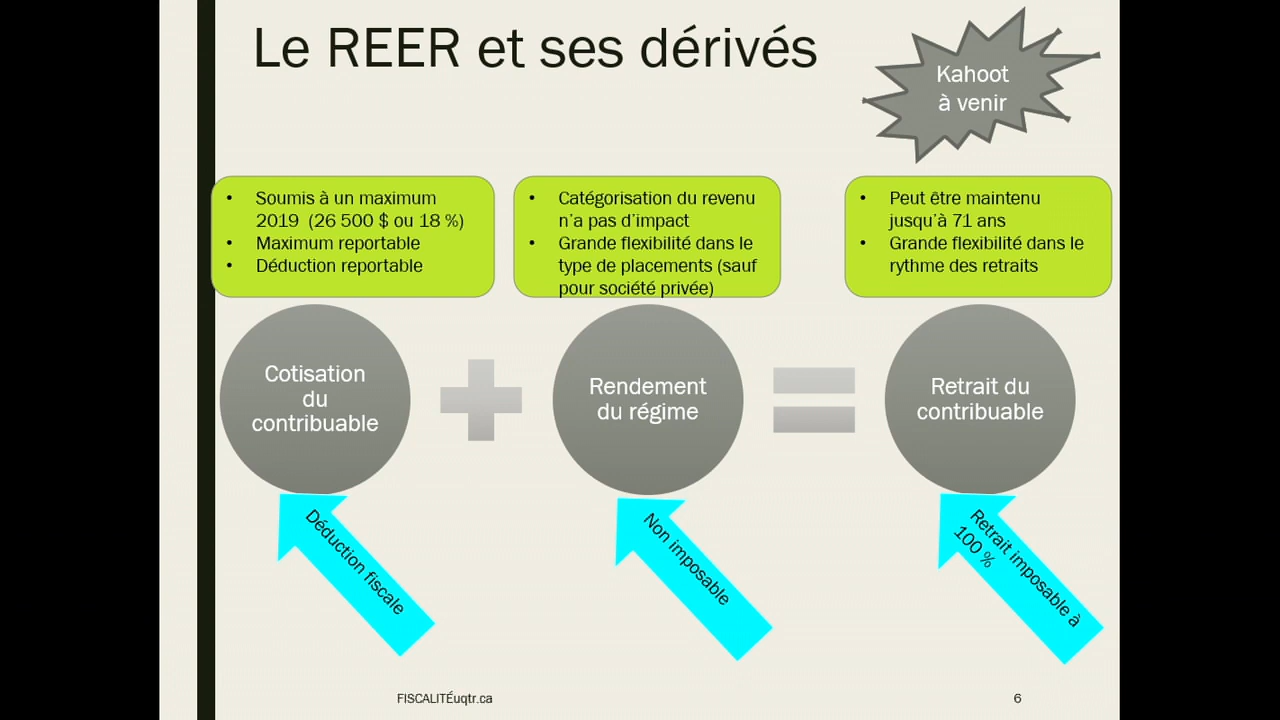 Le REER et ses dérivés
Kahoot
à venir
• Soumis à un maximum
2019 (26 500 $ ou 18 %)
• Maximum reportable
• Déduction reportable
• Catégorisation du revenu
n'a pas d'impact
• Grande flexibilité dans le
type de placements (sauf
pour société privée)
• Peut être maintenu
jusqu'à 71 ans
• Grande flexibilité dans le
rythme des retraits
Cotisation
du
contribuable
Rendement
du régime
Retrait du
contribuable
Déduction fiscale
Non imposable
Retrait imposable à
100 %
FISCALITÉuqtr.ca
6